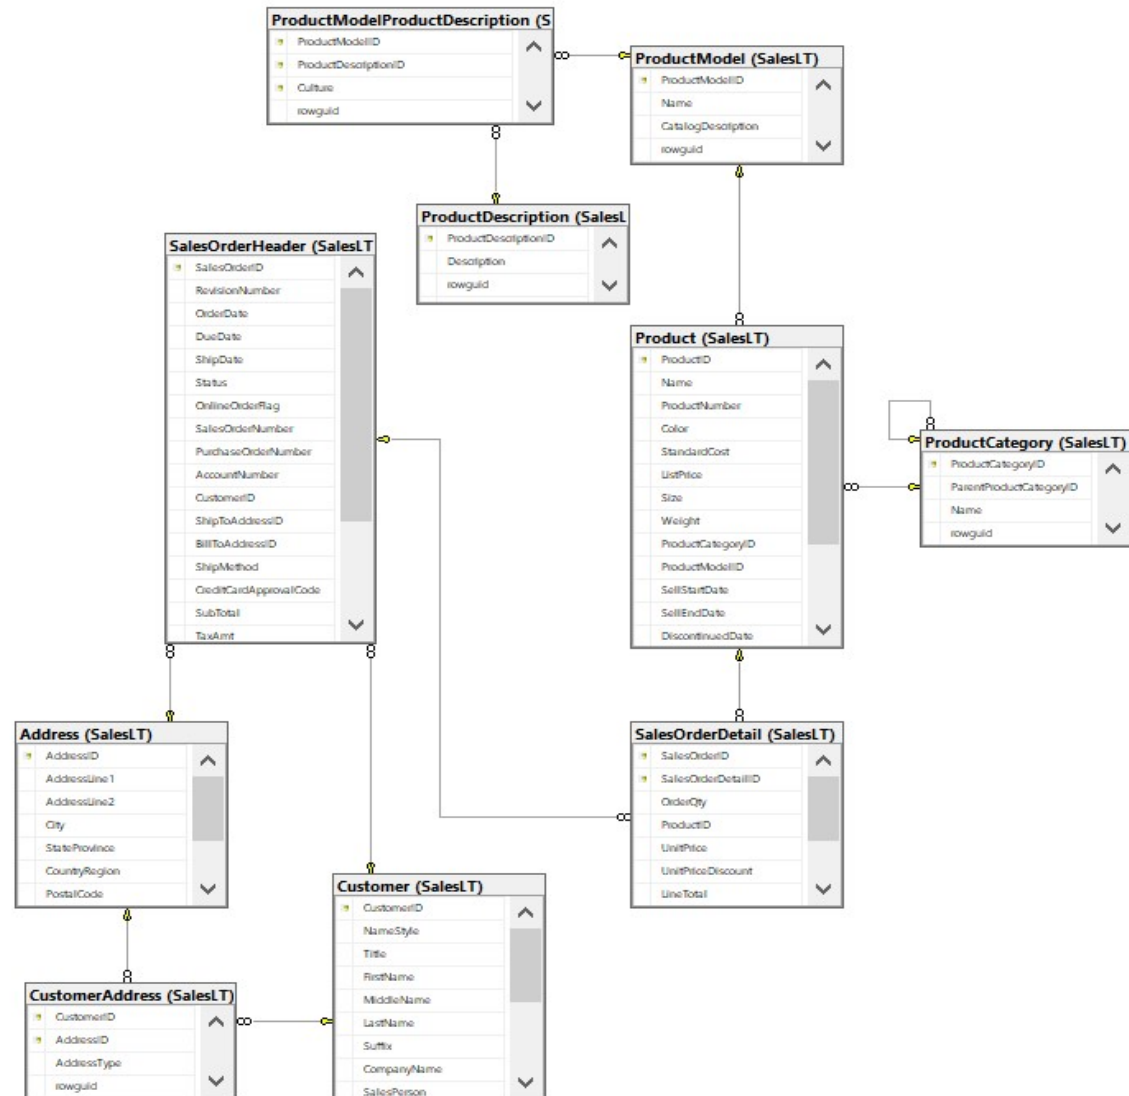 ProductModelProductDescription (S
ProductModelID
ProductDescriptionID
Culture
rowguid
ProductModel (SalesLT)
ProductModelID
Name
CatalogDescription
rowguid
ProductDescription (SalesL
ProductDescriptionID
Description
rowguid
SalesOrderHeader (SalesLT
SalesOrderID
RevisionNumber
OrderDate
DueDate
ShipDate
Status
OnlineOrderFlag
SalesOrderNumber
PurchaseOrderNumber
AccountNumber
CustomerID
ShipToAddressID
BillToAddressID
ShipMethod
CreditCardApprovalCode
SubTotal
TaxAmt
Product (SalesLT)
ProductID
Name
ProductNumber
Color
StandardCost
ListPrice
Size
Weight
ProductCategoryID
ProductModelID
SellStartDate
SellEndDate
DiscontinuedDate
ProductCategory (SalesLT)
ProductCategoryID
ParentProductCategoryID
Name
rowguid
Address (SalesLT)
AddressID
AddressLine1
AddressLine2
City
StateProvince
CountryRegion
PostalCode
SalesOrderDetail (SalesLT)
SalesOrderID
SalesOrderDetailID
OrderQty
ProductID
UnitPrice
UnitPriceDiscount
LineTotal
Customer (SalesLT)
CustomerID
NameStyle
Title
FirstName
MiddleName
LastName
Suffix
CompanyName
SalesPerson
CustomerAddress (SalesLT)
CustomerID
AddressID
AddressType
rowguid